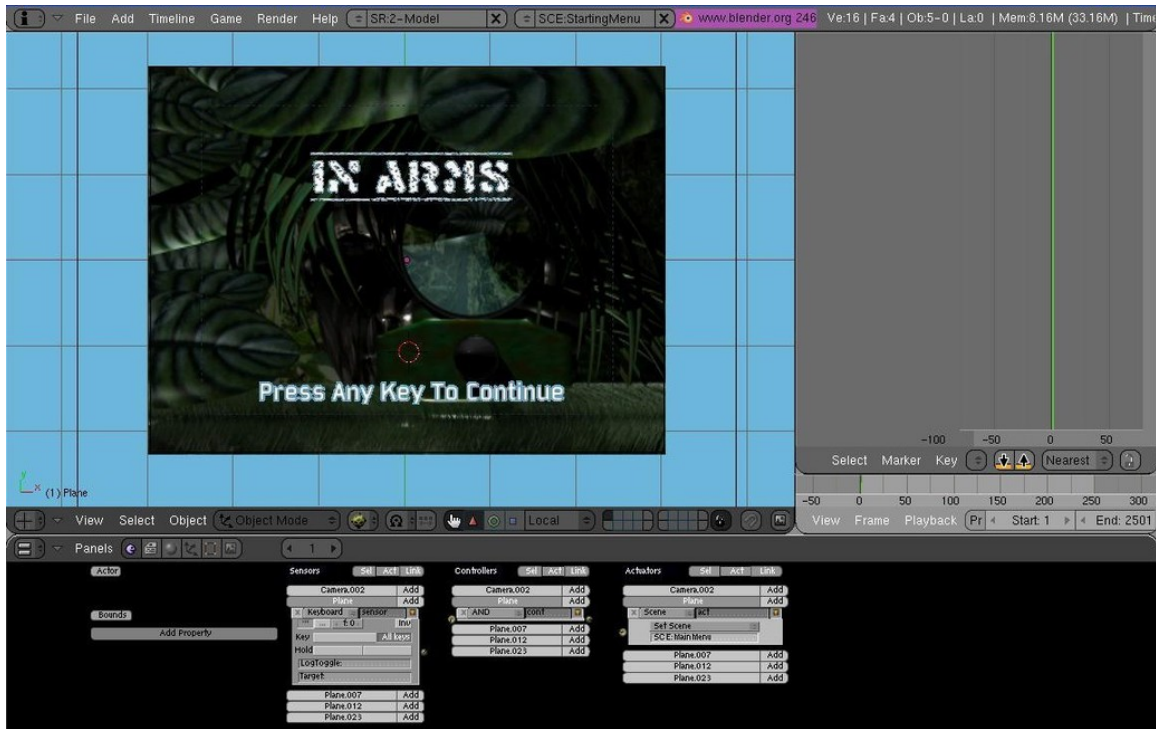 File Add Timeline Game Render Help SR:2-Model X SCE:StartingMenu X www.blender.org 246 Ve:16 | Fa:4 | Ob:5-0 | La:0 | Mem:8.16M (33.16M) | Time
IN ARMS
Press Any Key To Continue
y
x
(1) Plane
-100 -50 0 50
Select Marker Key Nearest
-50 0 50 100 150 200 250 300
View Select Object Object Mode Local
View Frame Playback Pr Start: 1 End: 2501
Panels 1
Actor
Bounds
Add Property
Sensors Sel Act Link
Camera.002 Add
Plane Add
X Keyboard sensor
f:0 Inv
Key All keys
Hold
LogToggle:
Target:
Plane.007 Add
Plane.012 Add
Plane.023 Add
Controllers Sel Act Link
Camera.002 Add
Plane Add
X AND cont
Plane.007 Add
Plane.012 Add
Plane.023 Add
Actuators Sel Act Link
Camera.002 Add
Plane Add
X Scene act
Set Scene
SCE:Main Menu
Plane.007 Add
Plane.012 Add
Plane.023 Add